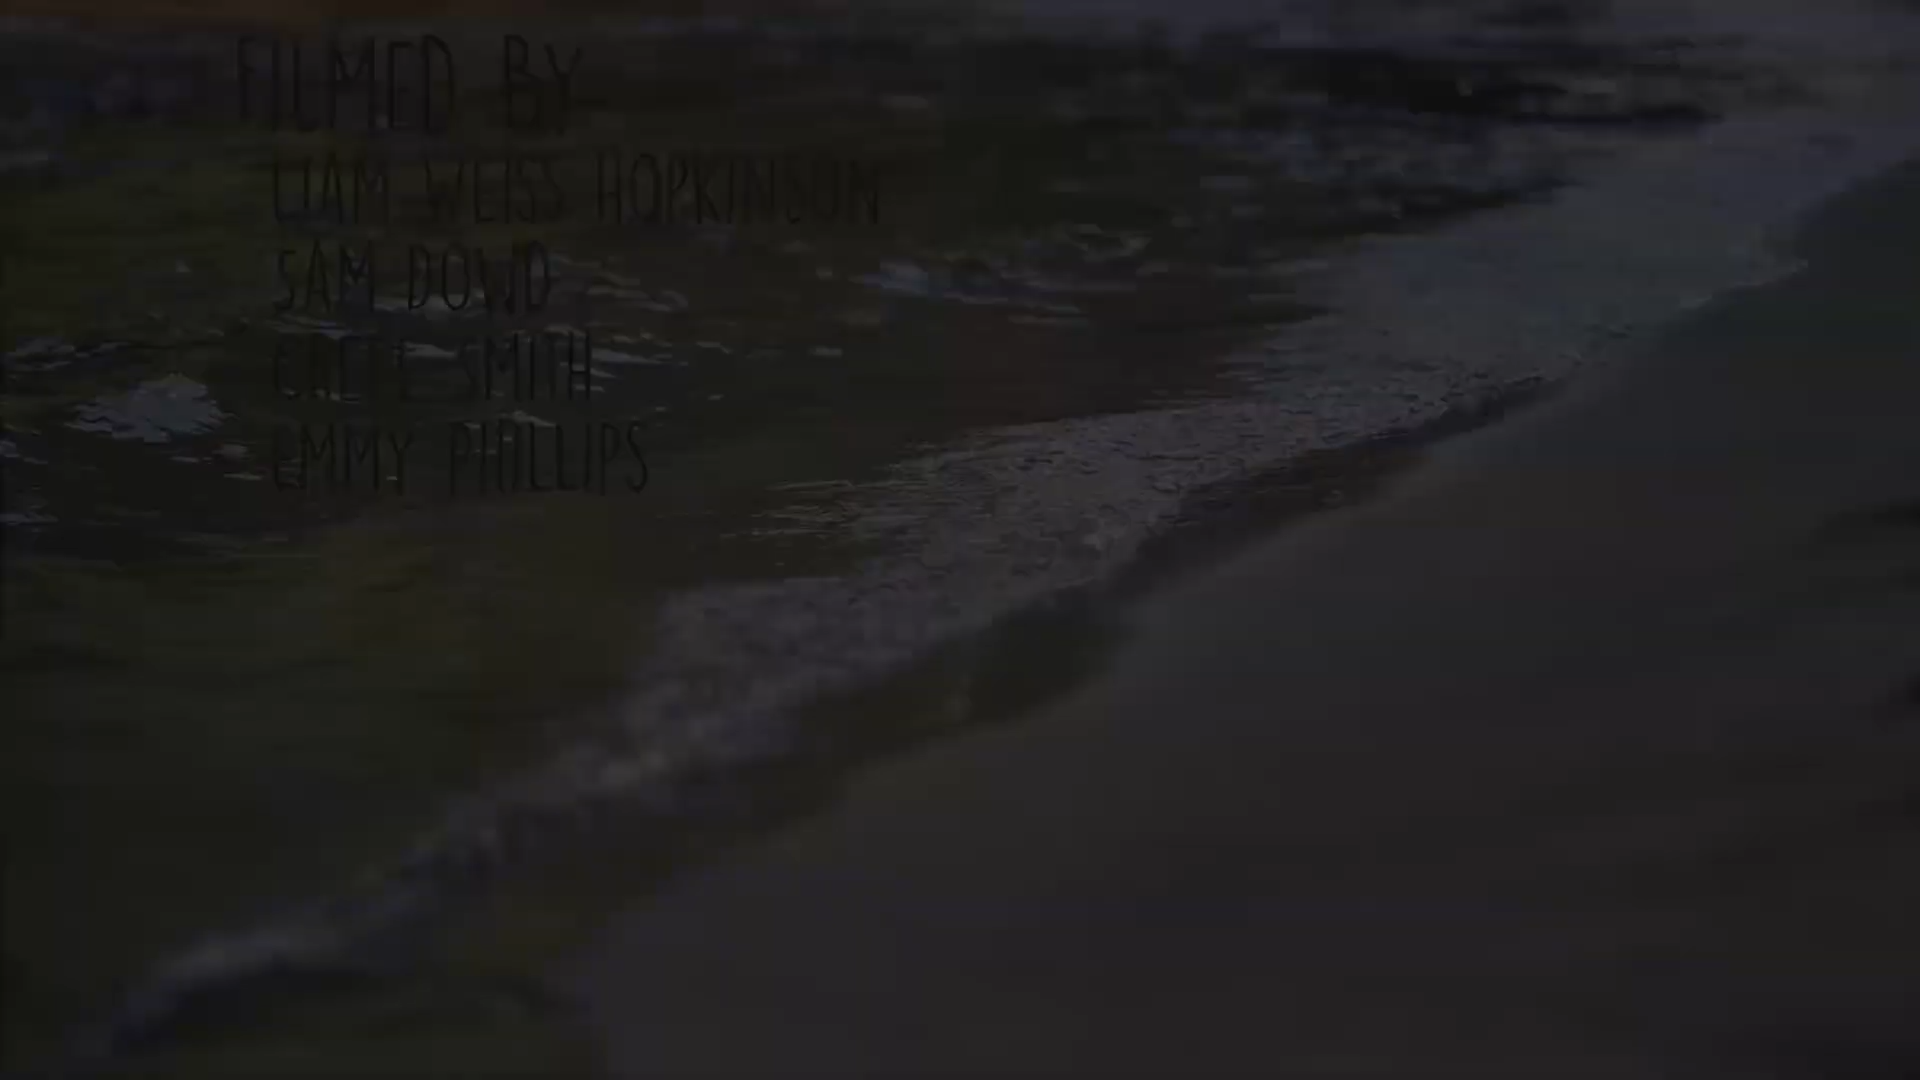 FILMED BY
LIAM WEISS HOPKINSON
SAM DOWD
SMITH
EMMY PHILLIPS